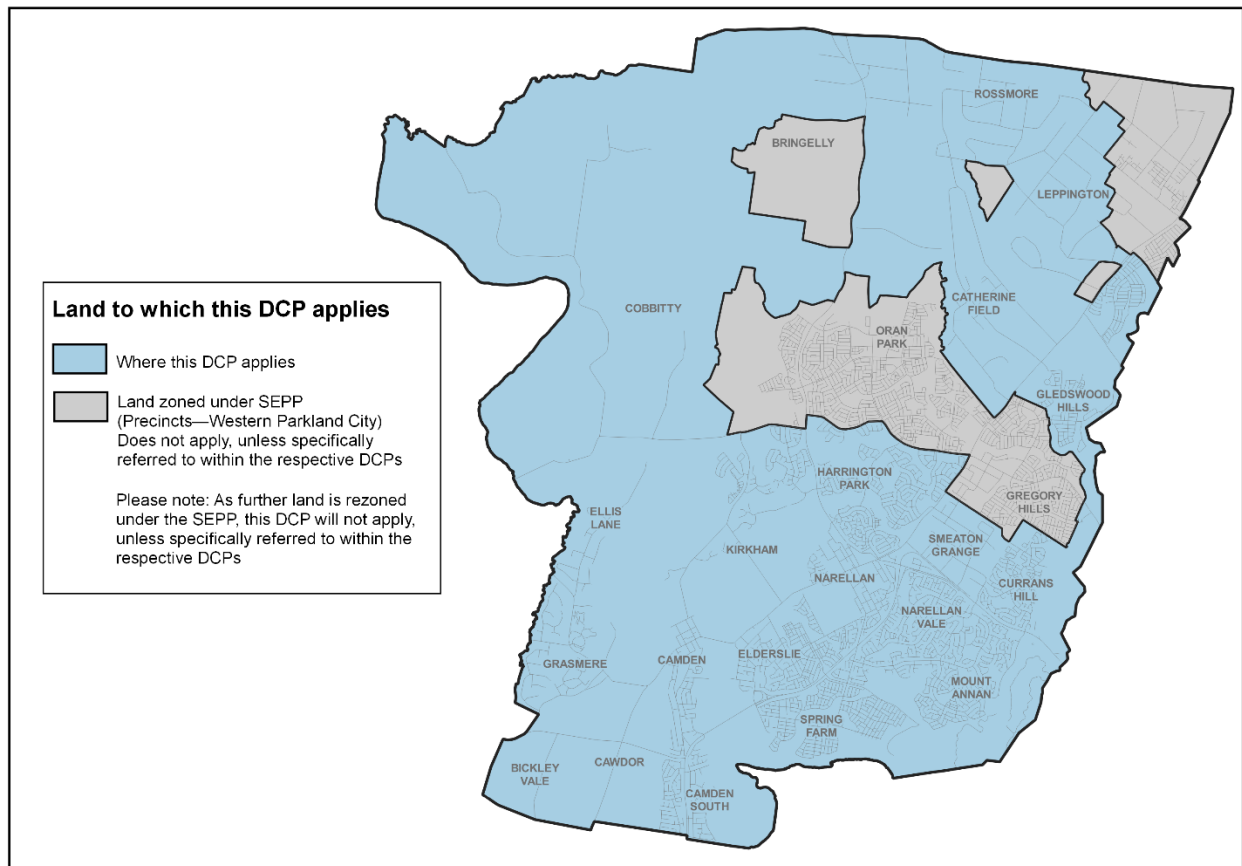 Land to which this DCP applies
Where this DCP applies
Land zoned under SEPP
(Precincts—Western Parkland City)
Does not apply, unless specifically
referred to within the respective DCPs
Please note: As further land is rezoned
under the SEPP, this DCP will not apply,
unless specifically referred to within the
respective DCPs
ROSSMORE
BRINGELLY
LEPPINGTON
COBBITTY
CATHERINE
FIELD
ORAN
PARK
GLEDSWOOD
HILLS
HARRINGTON
PARK
GREGORY
HILLS
ELLIS
LANE
KIRKHAM
SMEATON
GRANGE
NARELLAN
CURRANS
HILL
NARELLAN
VALE
GRASMERE
CAMDEN
ELDERSLIE
MOUNT
ANNAN
SPRING
FARM
BICKLEY
VALE
CAWDOR
CAMDEN
SOUTH